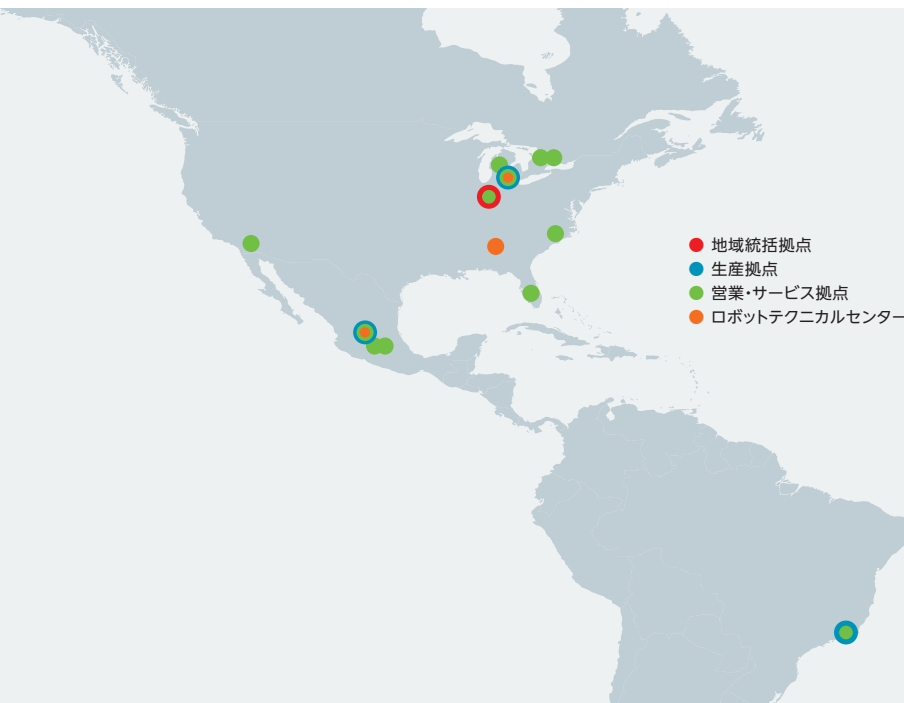 地域統括拠点
生産拠点
営業・サービス拠点
ロボットテクニカルセンター